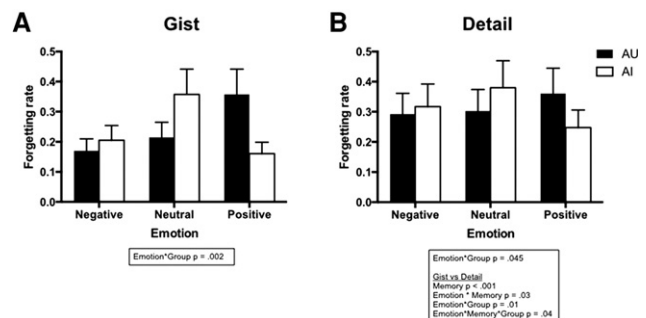 A
Gist
Forgetting rate
0.5
0.4
0.3
0.2
0.1
0.0
Negative Neutral Positive
Emotion
Emotion*Group p = .002
B
Detail
AU
AI
Forgetting rate
0.5
0.4
0.3
0.2
0.1
0.0
Negative Neutral Positive
Emotion
Emotion*Group p = .045
Gist vs Detail
Memory p < .001
Emotion * Memory p = .03
Emotion*Group p = .01
Emotion*Memory*Group p = .04